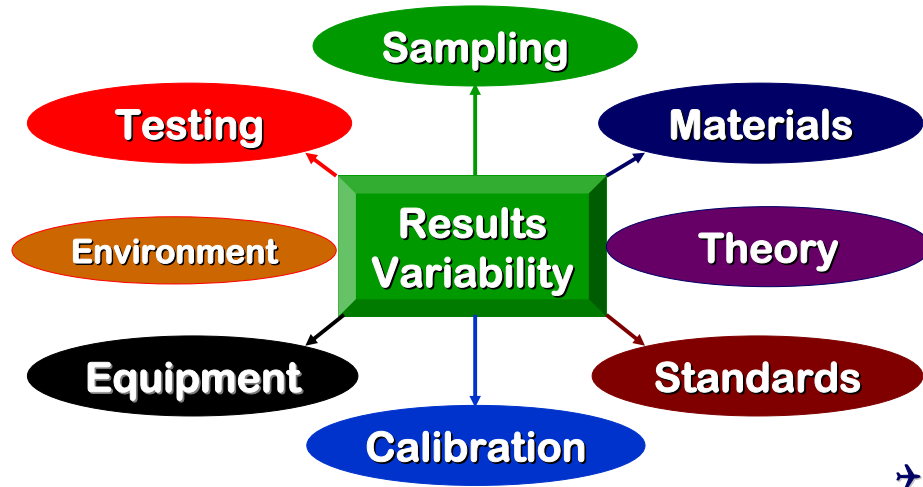 Sampling
Testing
Materials
Results
Variability
Environment
Theory
Equipment
Standards
Calibration